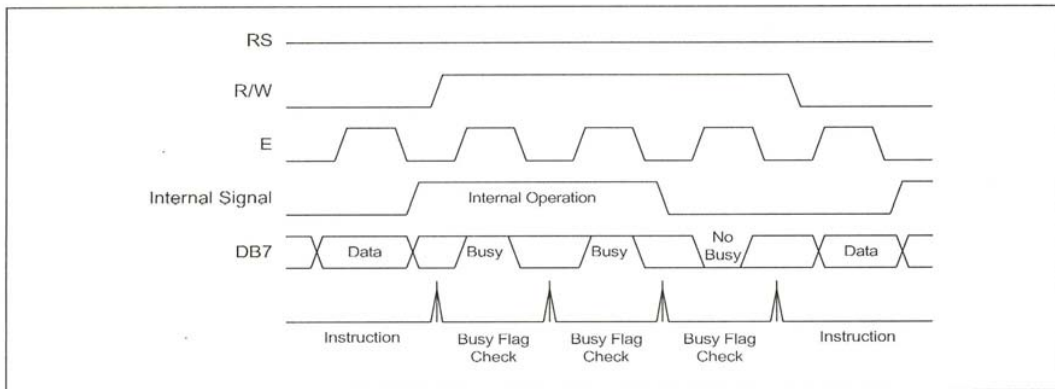 RS
R/W
E
Internal Signal
Internal Operation
DB7
Data
Busy
Busy
No
Busy
Data
Instruction
Busy Flag
Check
Busy Flag
Check
Busy Flag
Check
Instruction